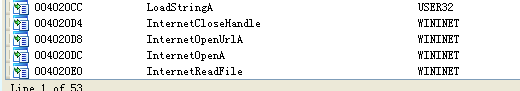 004020CC LoadStringA USER32
004020D4 InternetCloseHandle WININET
004020D8 InternetOpenUrlA WININET
004020DC InternetOpenA WININET
004020E0 InternetReadFile WININET
Line 1 of 53